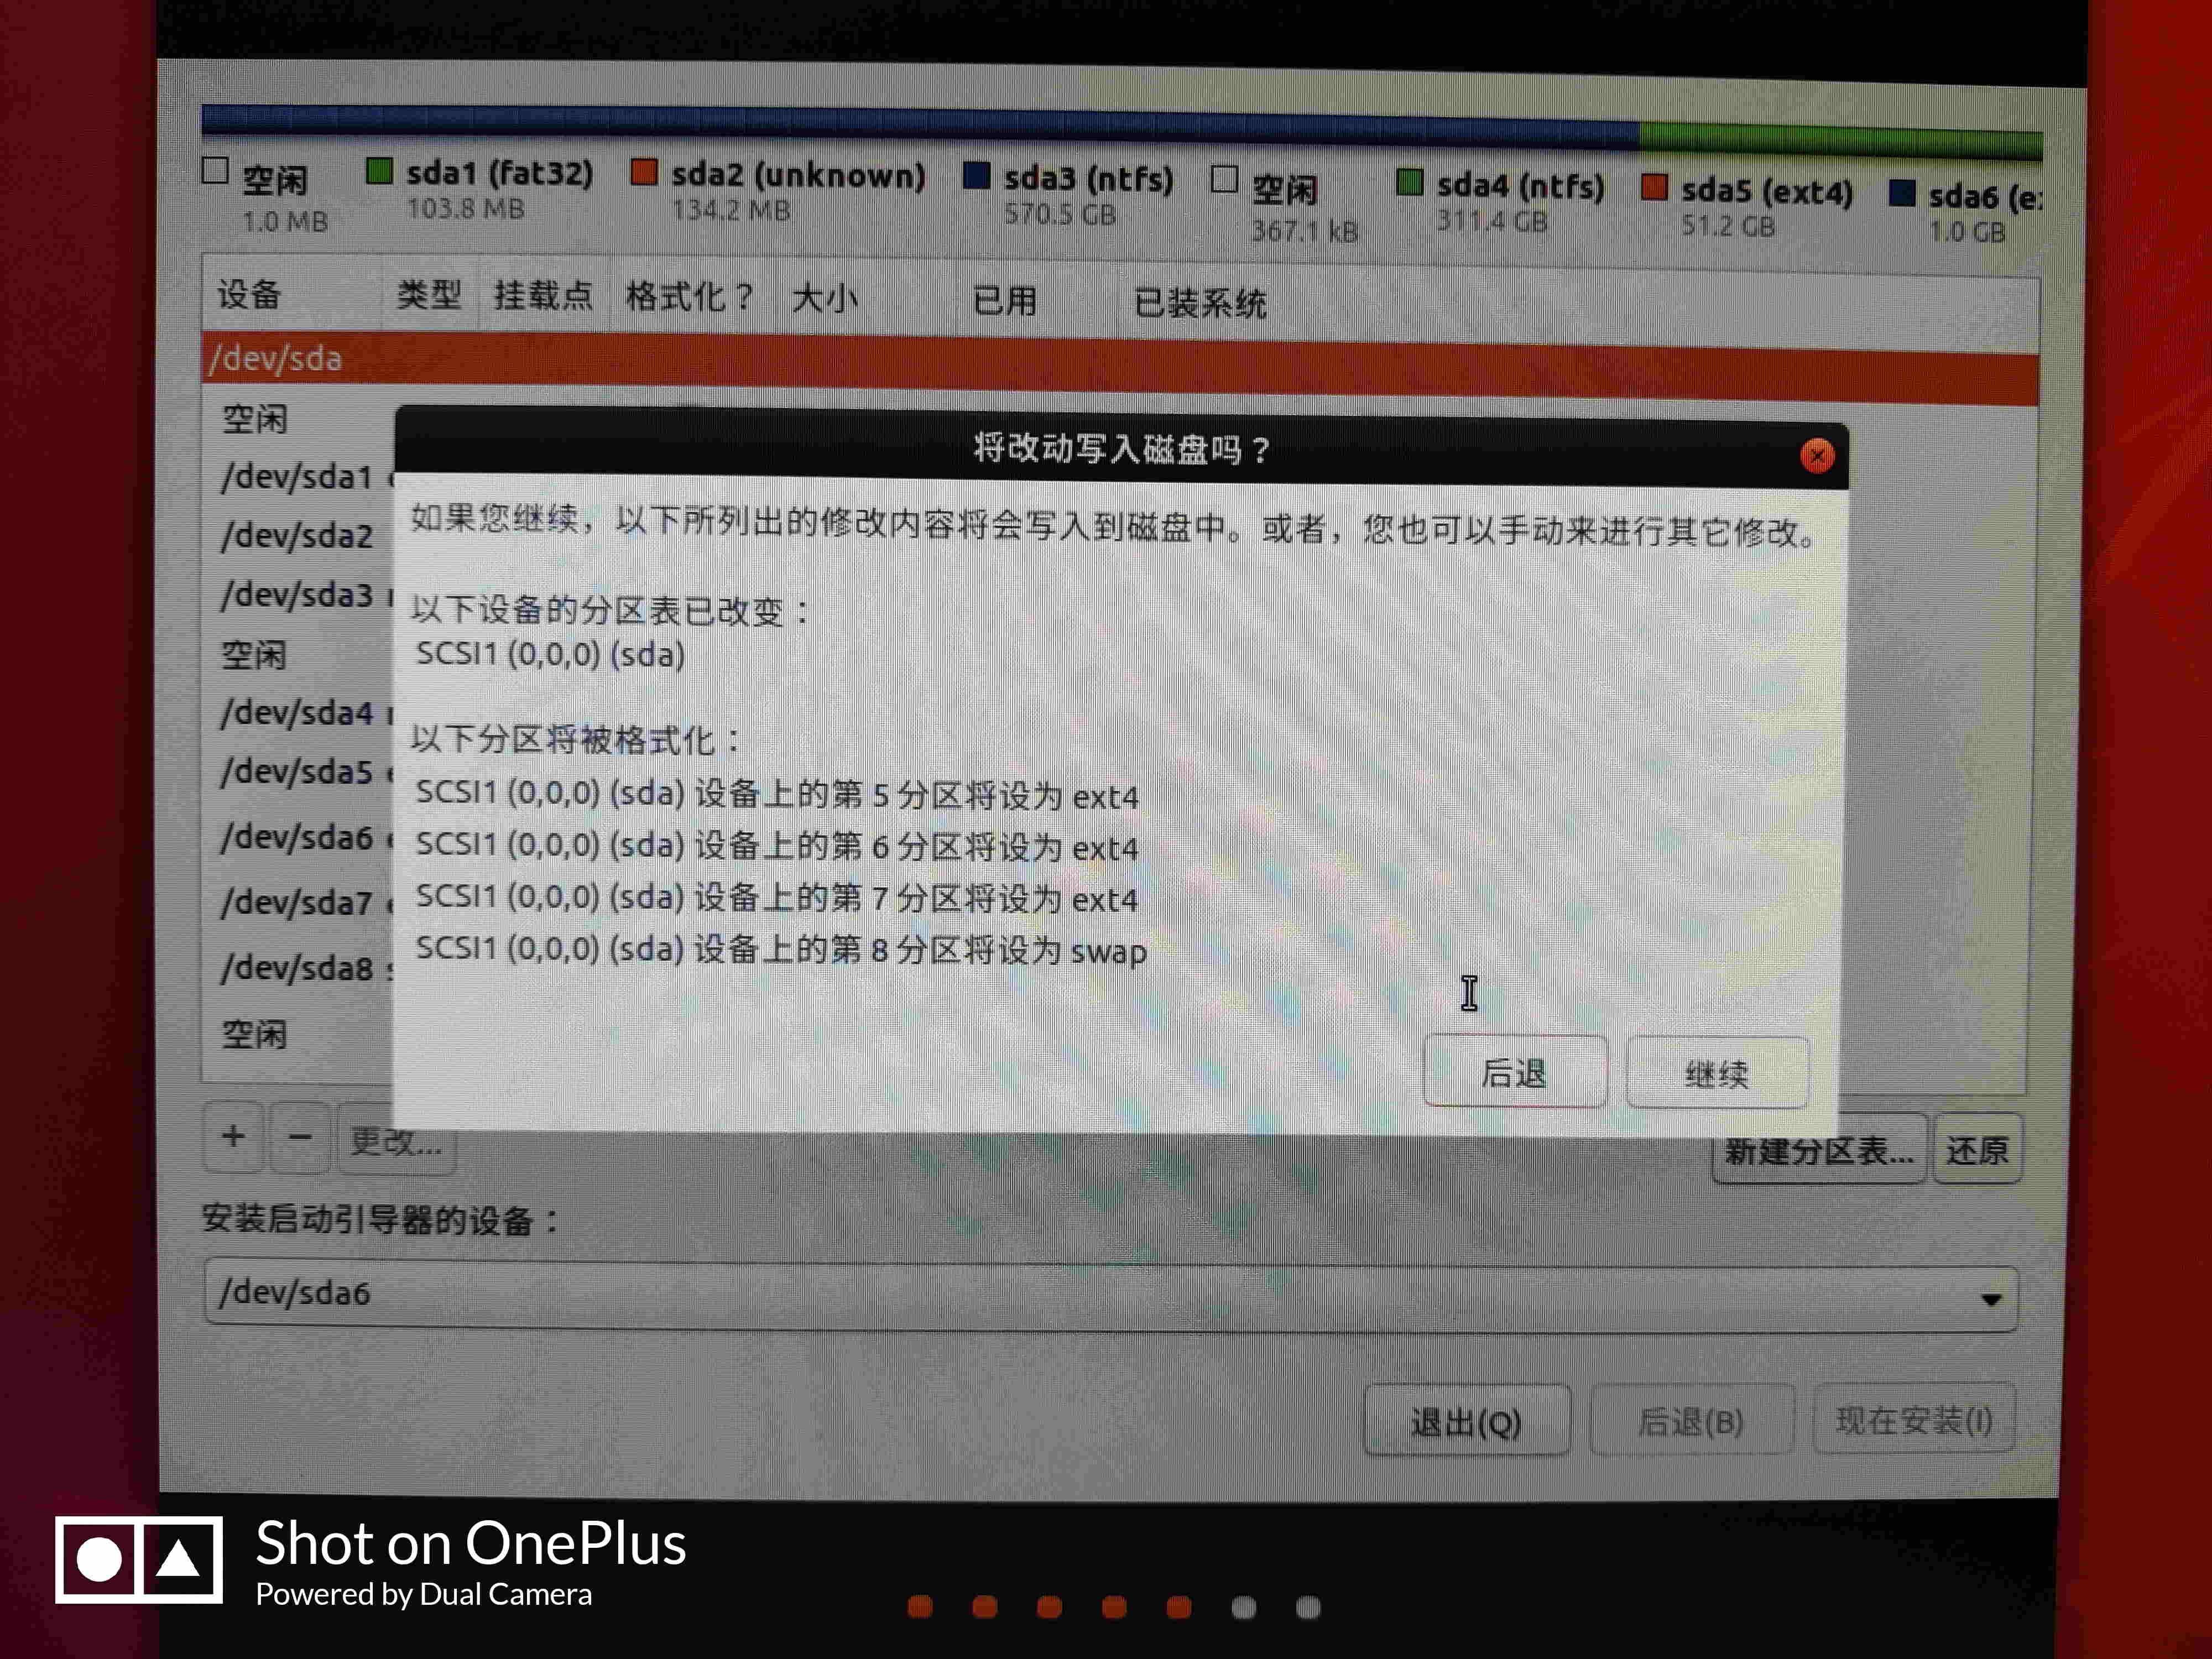 空闲 sda1 (fat32) sda2 (unknown) sda3 (ntfs) 空闲 sda4 (ntfs) sda5 (ext4) sda6
1.0 MB 103.8 MB 134.2 MB 570.5 GB 367.1 kB 311.4 GB 51.2 GB 1.0 GB
设备 类型 挂载点 格式化？ 大小 已用 已装系统
/dev/sda
空闲
/dev/sda1
/dev/sda2
/dev/sda3
空闲
/dev/sda4
/dev/sda5
/dev/sda6
/dev/sda7
/dev/sda8
空闲
将改动写入磁盘吗？
如果您继续，以下所列出的修改内容将会写入到磁盘中。或者，您也可以手动来进行其它修改。
以下设备的分区表已改变：
SCSI1 (0,0,0) (sda)
以下分区将被格式化：
SCSI1 (0,0,0) (sda) 设备上的第 5 分区将设为 ext4
SCSI1 (0,0,0) (sda) 设备上的第 6 分区将设为 ext4
SCSI1 (0,0,0) (sda) 设备上的第 7 分区将设为 ext4
SCSI1 (0,0,0) (sda) 设备上的第 8 分区将设为 swap
后退 继续
+ − 更改... 新建分区表... 还原
安装启动引导器的设备：
/dev/sda6
退出(Q) 后退(B) 现在安装(I)
Shot on OnePlus
Powered by Dual Camera